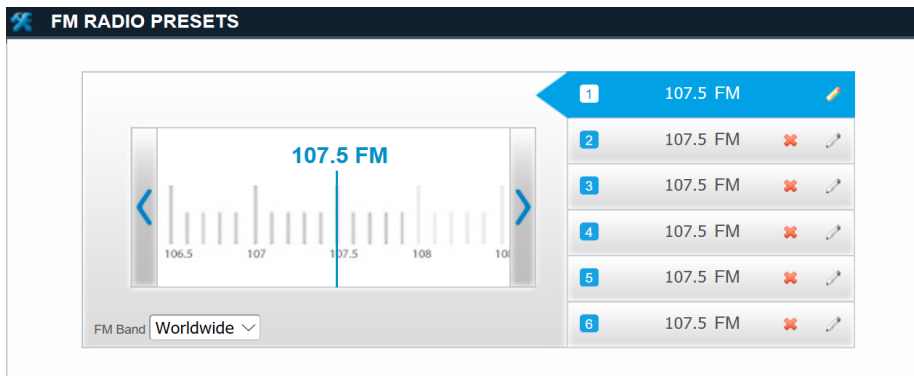 FM RADIO PRESETS
107.5 FM
106.5 107 107.5 108
FM Band Worldwide
1 107.5 FM
2 107.5 FM
3 107.5 FM
4 107.5 FM
5 107.5 FM
6 107.5 FM